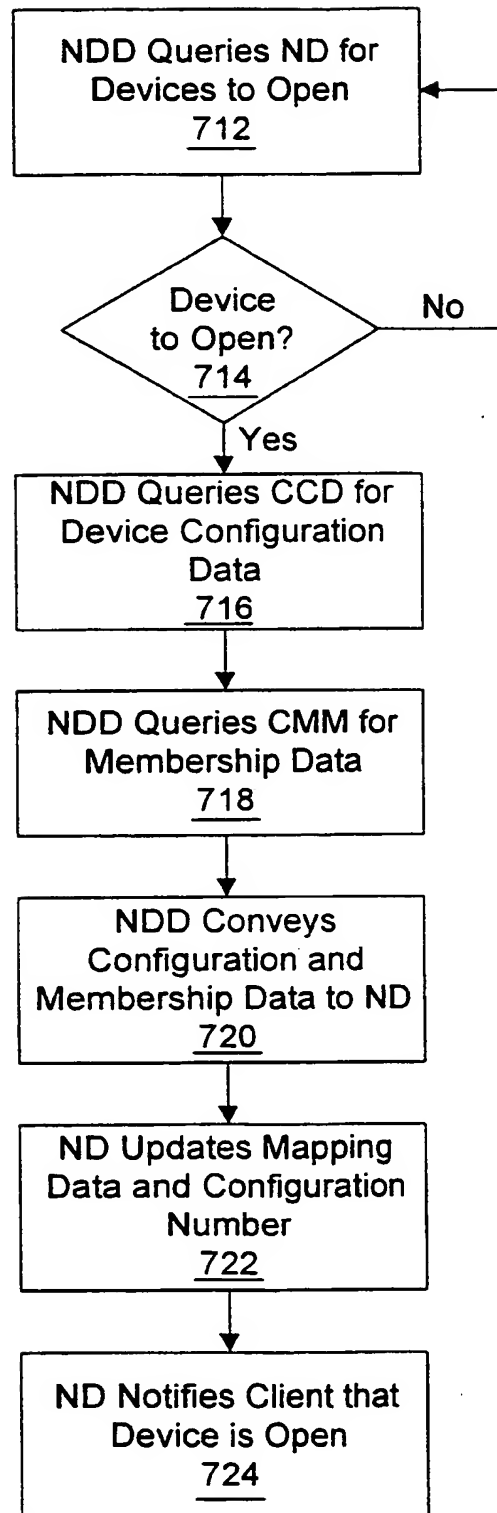 NDD Queries ND for
Devices to Open
712
Device
to Open?
714
No
Yes
NDD Queries CCD for
Device Configuration
Data
716
NDD Queries CMM for
Membership Data
718
NDD Conveys
Configuration and
Membership Data to ND
720
ND Updates Mapping
Data and Configuration
Number
722
ND Notifies Client that
Device is Open
724